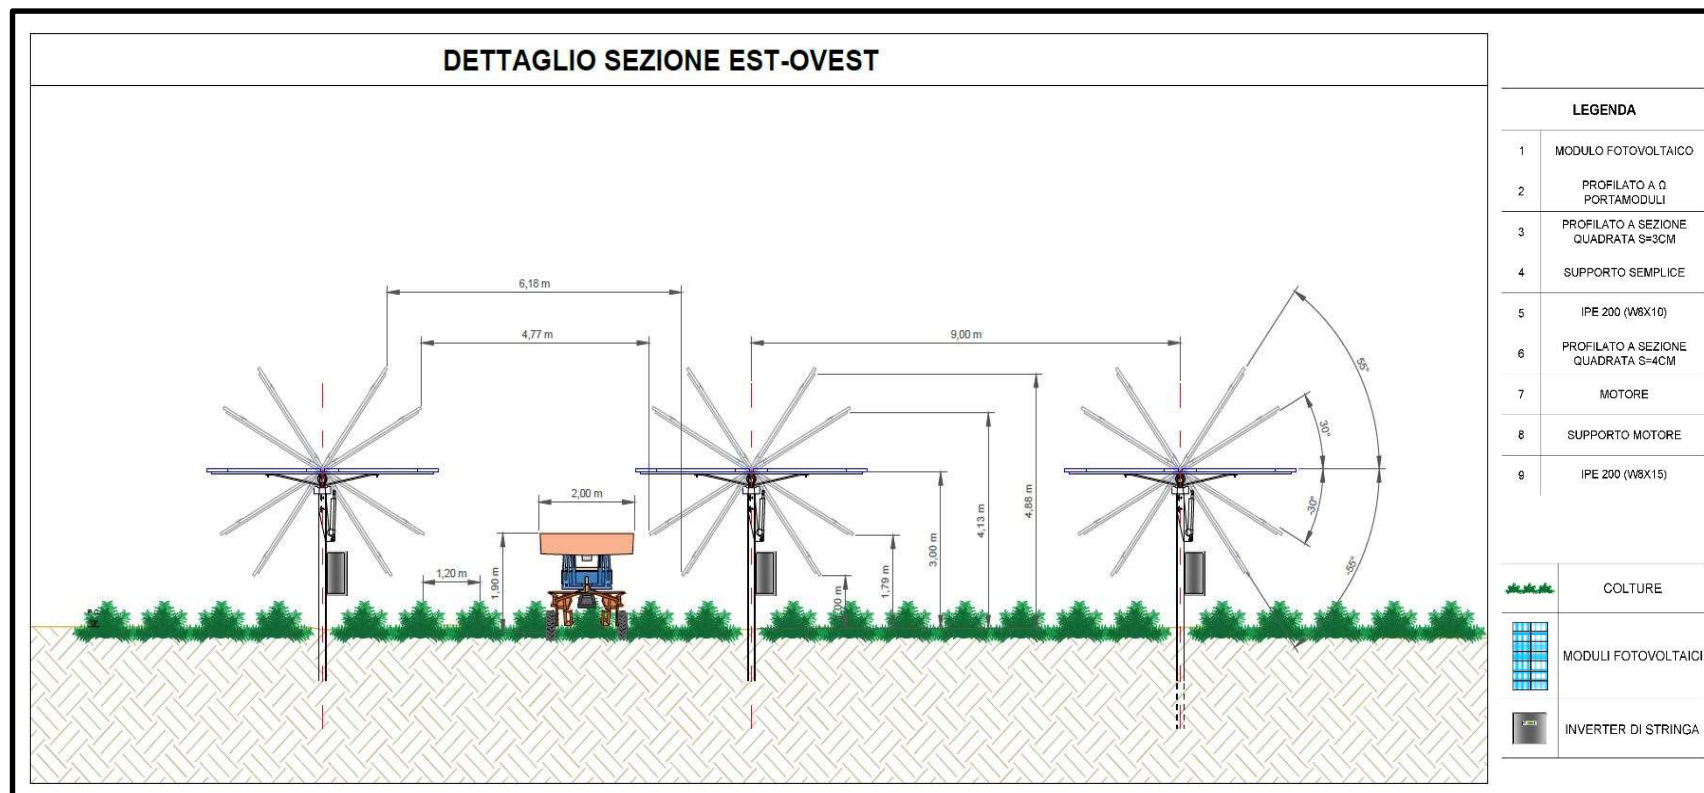 DETTAGLIO SEZIONE EST-OVEST
6,18 m
4,77 m
9,00 m
55°
30°
-30°
-55°
2,00 m
1,90 m
1,20 m
1,79 m
3,00 m
4,13 m
4,88 m
LEGENDA
1 MODULO FOTOVOLTAICO
2 PROFILATO A Ω
PORTAMODULI
3 PROFILATO A SEZIONE
QUADRATA S=3CM
4 SUPPORTO SEMPLICE
5 IPE 200 (W8X10)
6 PROFILATO A SEZIONE
QUADRATA S=4CM
7 MOTORE
8 SUPPORTO MOTORE
9 IPE 200 (W8X15)
COLTURE
MODULI FOTOVOLTAICI
INVERTER DI STRINGA